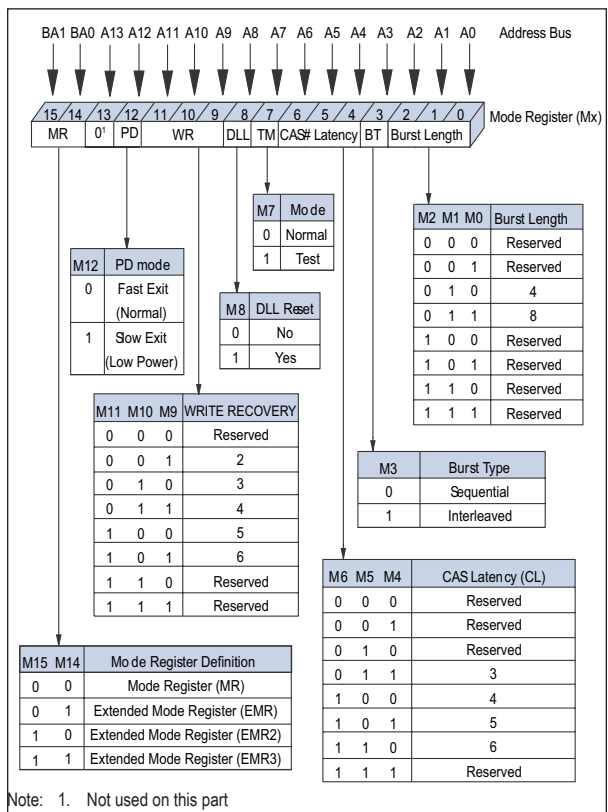 BA1 BA0 A13 A12 A11 A10 A9 A8 A7 A6 A5 A4 A3 A2 A1 A0 Address Bus
15 14 13 12 11 10 9 8 7 6 5 4 3 2 1 0 Mode Register (Mx)
MR 0¹ PD WR DLL TM CAS# Latency BT Burst Length
M7 Mode
0 Normal
1 Test
M2 M1 M0 Burst Length
0 0 0 Reserved
0 0 1 Reserved
0 1 0 4
0 1 1 8
1 0 0 Reserved
1 0 1 Reserved
1 1 0 Reserved
1 1 1 Reserved
M12 PD mode
0 Fast Exit
(Normal)
1 Slow Exit
(Low Power)
M8 DLL Reset
0 No
1 Yes
M11 M10 M9 WRITE RECOVERY
0 0 0 Reserved
0 0 1 2
0 1 0 3
0 1 1 4
1 0 0 5
1 0 1 6
1 1 0 Reserved
1 1 1 Reserved
M3 Burst Type
0 Sequential
1 Interleaved
M6 M5 M4 CAS Latency (CL)
0 0 0 Reserved
0 0 1 Reserved
0 1 0 Reserved
0 1 1 3
1 0 0 4
1 0 1 5
1 1 0 6
1 1 1 Reserved
M15 M14 Mode Register Definition
0 0 Mode Register (MR)
0 1 Extended Mode Register (EMR)
1 0 Extended Mode Register (EMR2)
1 1 Extended Mode Register (EMR3)
Note: 1. Not used on this part